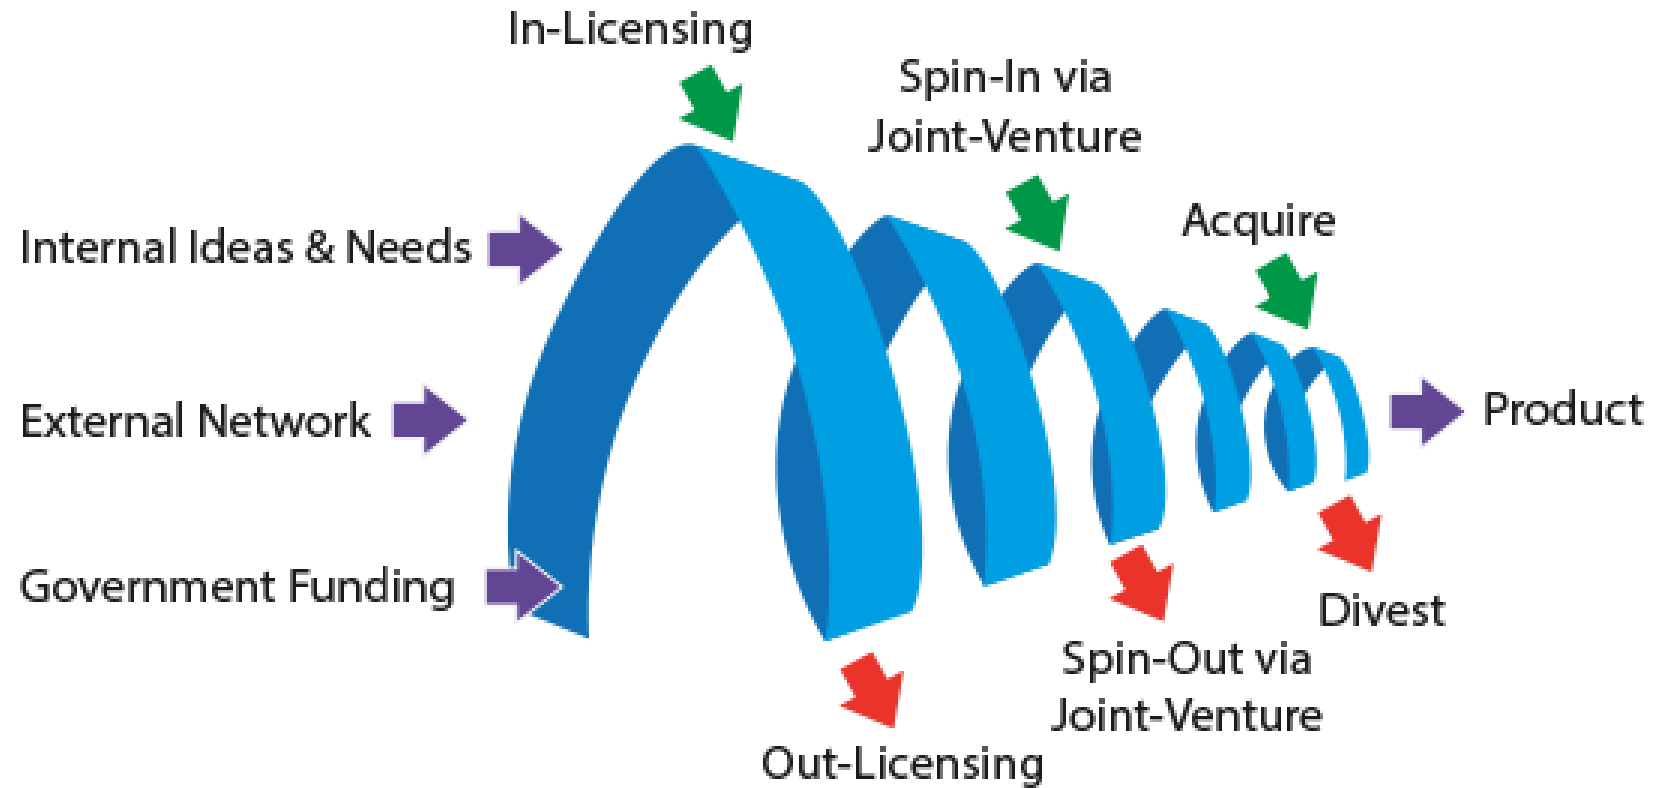 In-Licensing
Spin-In via
Joint-Venture
Acquire
Internal Ideas & Needs
External Network
Product
Government Funding
Divest
Spin-Out via
Joint-Venture
Out-Licensing